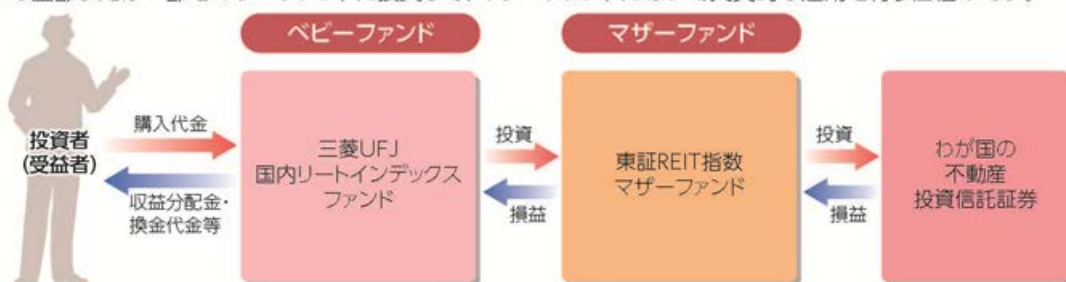 ベビーファンド
マザーファンド
投資者
(受益者)
購入代金
収益分配金・
換金代金等
三菱UFJ
国内リートインデックス
ファンド
投資
損益
東証REIT指数
マザーファンド
投資
損益
わが国の
不動産
投資信託証券